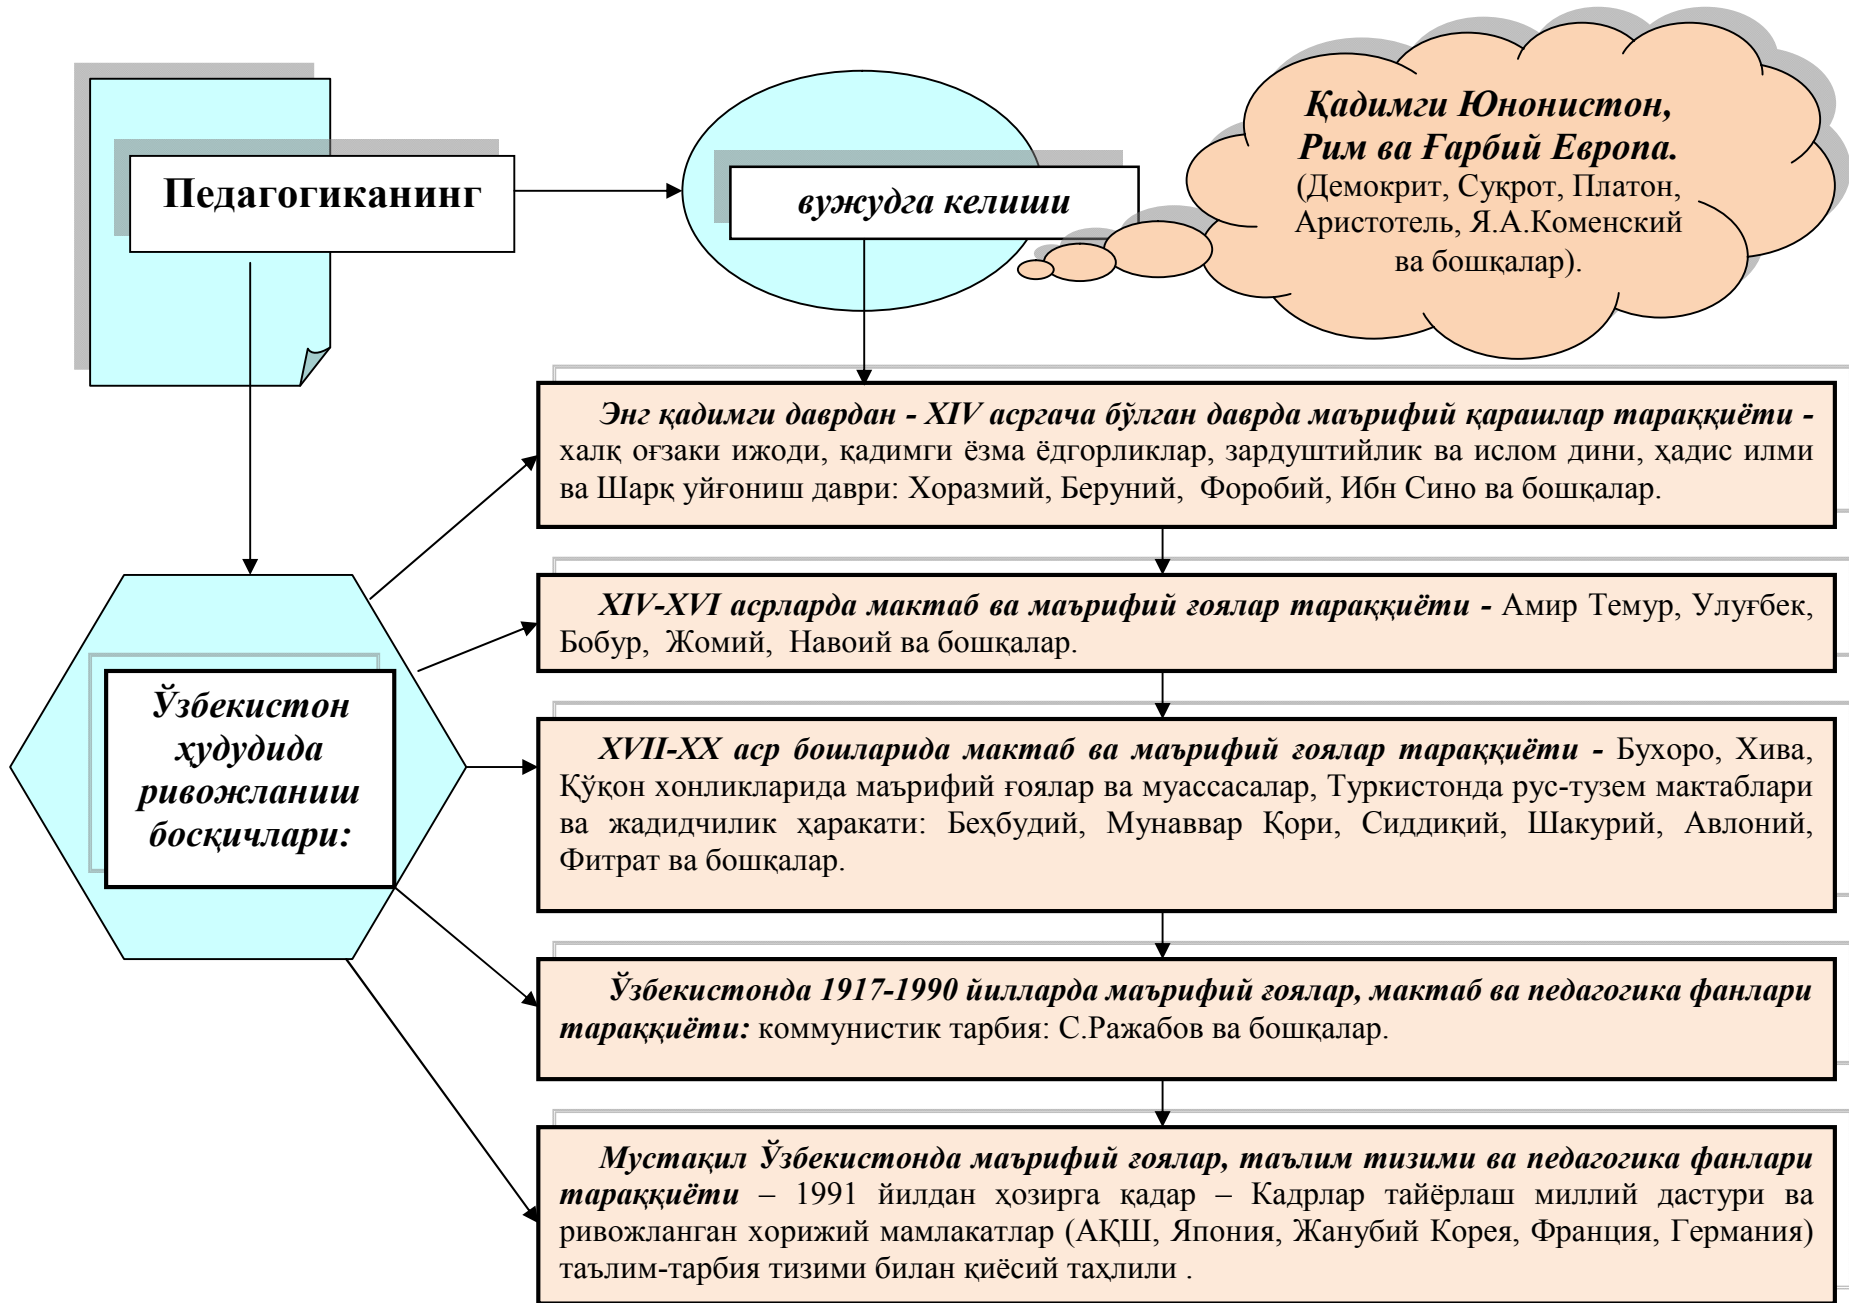 Педагогиканинг
вужудга келиши
Қадимги Юнонистон,
Рим ва Ғарбий Европа.
(Демокрит, Суқрот, Платон,
Аристотель, Я.А.Коменский
ва бошқалар).
Энг қадимги даврдан - XIV асргача бўлган даврда маърифий қарашлар тараққиёти -
халқ оғзаки ижоди, қадимги ёзма ёдгорликлар, зардуштийлик ва ислом дини, ҳадис илми
ва Шарқ уйғониш даври: Хоразмий, Беруний, Форобий, Ибн Сино ва бошқалар.
XIV-XVI асрларда мактаб ва маърифий ғоялар тараққиёти - Амир Темур, Улуғбек,
Бобур, Жомий, Навоий ва бошқалар.
Ўзбекистон
ҳудудида
ривожланиш
босқичлари:
XVII-XX аср бошларида мактаб ва маърифий ғоялар тараққиёти - Бухоро, Хива,
Қўқон хонликларида маърифий ғоялар ва муассасалар, Туркистонда рус-тузем мактаблари
ва жадидчилик ҳаракати: Беҳбудий, Мунаввар Қори, Сиддиқий, Шакурий, Авлоний,
Фитрат ва бошқалар.
Ўзбекистонда 1917-1990 йилларда маърифий ғоялар, мактаб ва педагогика фанлари
тараққиёти: коммунистик тарбия: С.Ражабов ва бошқалар.
Мустақил Ўзбекистонда маърифий ғоялар, таълим тизими ва педагогика фанлари
тараққиёти – 1991 йилдан ҳозирга қадар – Кадрлар тайёрлаш миллий дастури ва
ривожланган хорижий мамлакатлар (АҚШ, Япония, Жанубий Корея, Франция, Германия)
таълим-тарбия тизими билан қиёсий таҳлили .